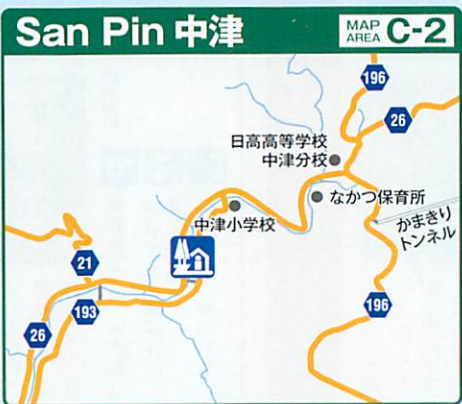 San Pin 中津
MAP
AREA C-2
196
26
日高高等学校
中津分校
なかつ保育所
中津小学校
かまきり
トンネル
21
193
26
196